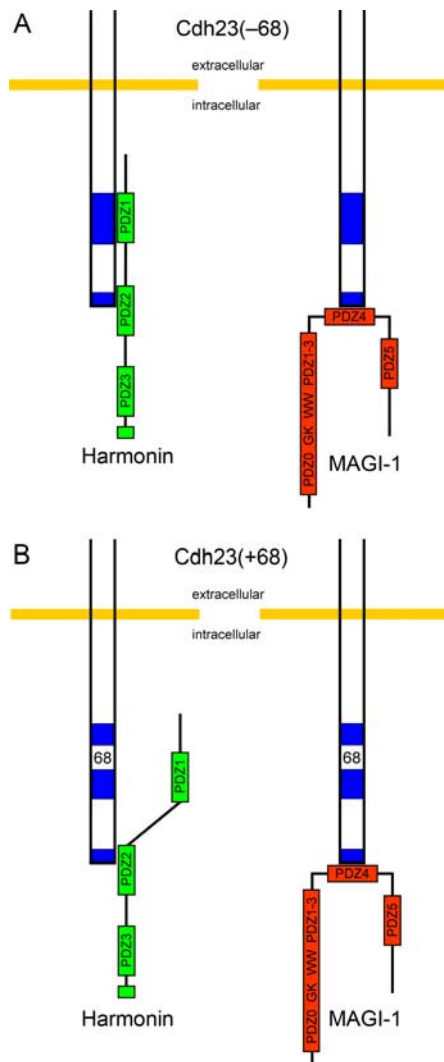 A
Cdh23(–68)
extracellular
intracellular
PDZ1
PDZ2
PDZ3
Harmonin
PDZ4
PDZ5
PDZ0 GK WW PDZ1-3
MAGI-1
B
Cdh23(+68)
extracellular
intracellular
68
PDZ1
PDZ2
PDZ3
Harmonin
68
PDZ4
PDZ5
PDZ0 GK WW PDZ1-3
MAGI-1